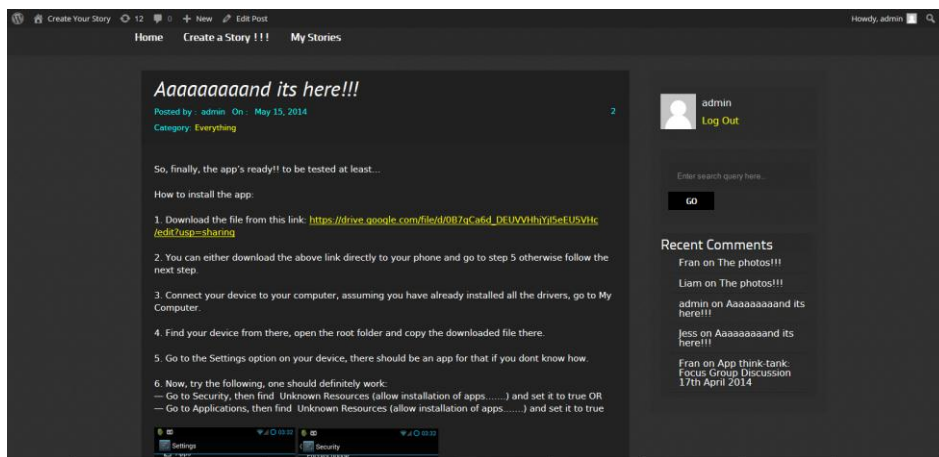 Create Your Story 12 0 + New Edit Post Howdy, admin
Home Create a Story !!! My Stories
Aaaaaaaaand its here!!!
Posted by : admin On : May 15, 2014 2
Category: Everything
So, finally, the app's ready!! to be tested at least...
How to install the app:
1. Download the file from this link: https://drive.google.com/file/d/0B7qCa6d_DEUVVHhjYjI5eEU5VHc
/edit?usp=sharing
2. You can either download the above link directly to your phone and go to step 5 otherwise follow the
next step.
3. Connect your device to your computer, assuming you have already installed all the drivers, go to My
Computer.
4. Find your device from there, open the root folder and copy the downloaded file there.
5. Go to the Settings option on your device, there should be an app for that if you dont know how.
6. Now, try the following, one should definitely work:
— Go to Security, then find Unknown Resources (allow installation of apps.......) and set it to true OR
— Go to Applications, then find Unknown Resources (allow installation of apps.......) and set it to true
03:32 03:32
Settings Security
admin
Log Out
Enter search query here...
GO
Recent Comments
Fran on The photos!!!
Liam on The photos!!!
admin on Aaaaaaaaand its
here!!!
Jess on Aaaaaaaaand its
here!!!
Fran on App think-tank:
Focus Group Discussion
17th April 2014